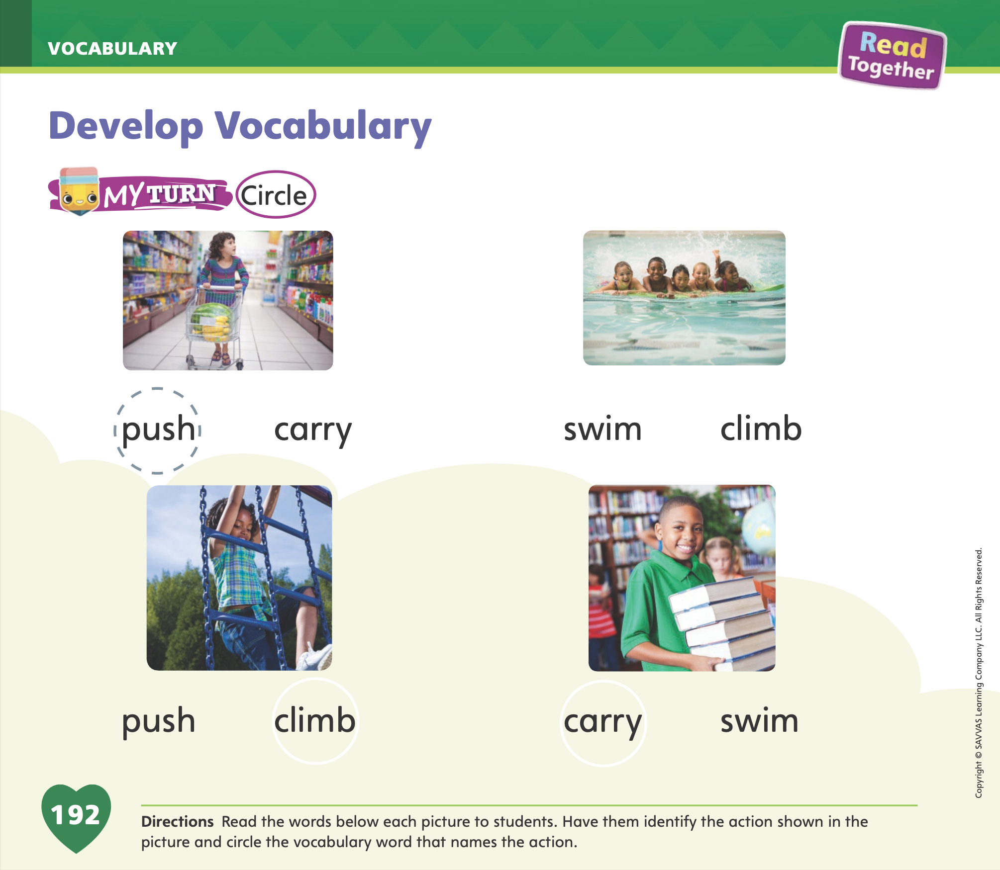 VOCABULARY
Read
Together
Develop Vocabulary
MY TURN Circle
push carry
swim climb
push climb
carry swim
192
Directions Read the words below each picture to students. Have them identify the action shown in the
picture and circle the vocabulary word that names the action.
Copyright © SAVVAS Learning Company LLC. All Rights Reserved.